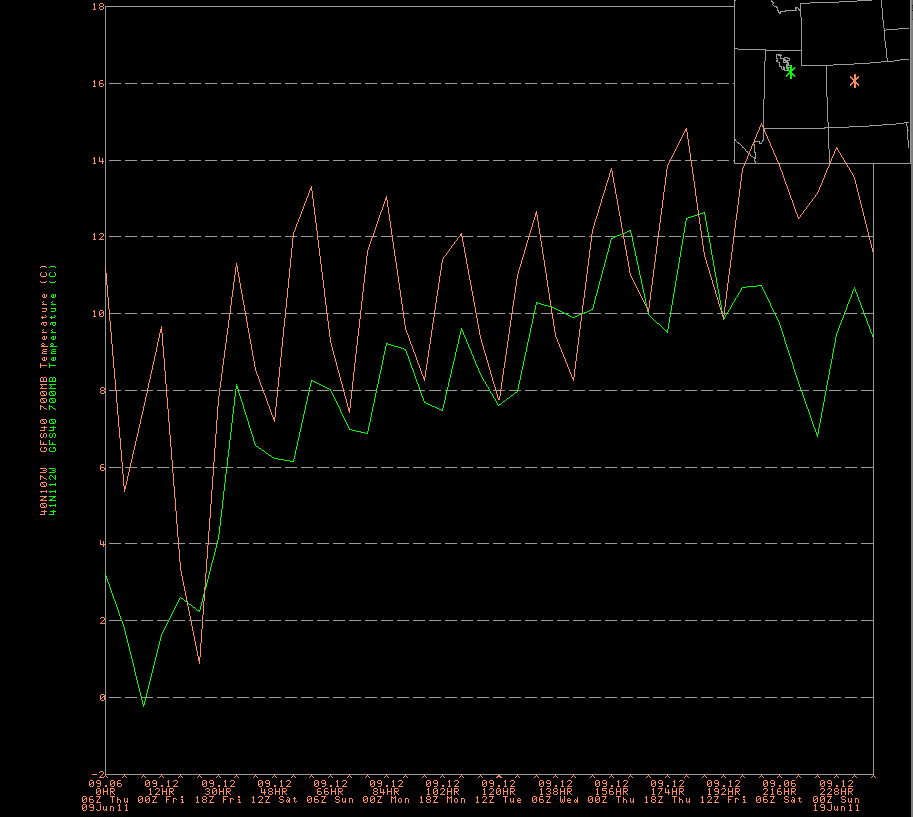 18
16
14
12
10
8
6
4
2
0
-2
40N107W GFS40 700MB Temperature (C)
41N112W GFS40 700MB Temperature (C)
09.06 09.12 09.12 09.12 09.12 09.12 09.12 09.12 09.12 09.12 09.12 09.12 09.06 09.12
0HR 12HR 30HR 48HR 66HR 84HR 102HR 120HR 138HR 156HR 174HR 192HR 216HR 228HR
06Z Thu 00Z Fri 18Z Fri 12Z Sat 06Z Sun 00Z Mon 18Z Mon 12Z Tue 06Z Wed 00Z Thu 18Z Thu 12Z Fri 06Z Sat 00Z Sun
09Jun11 19Jun11